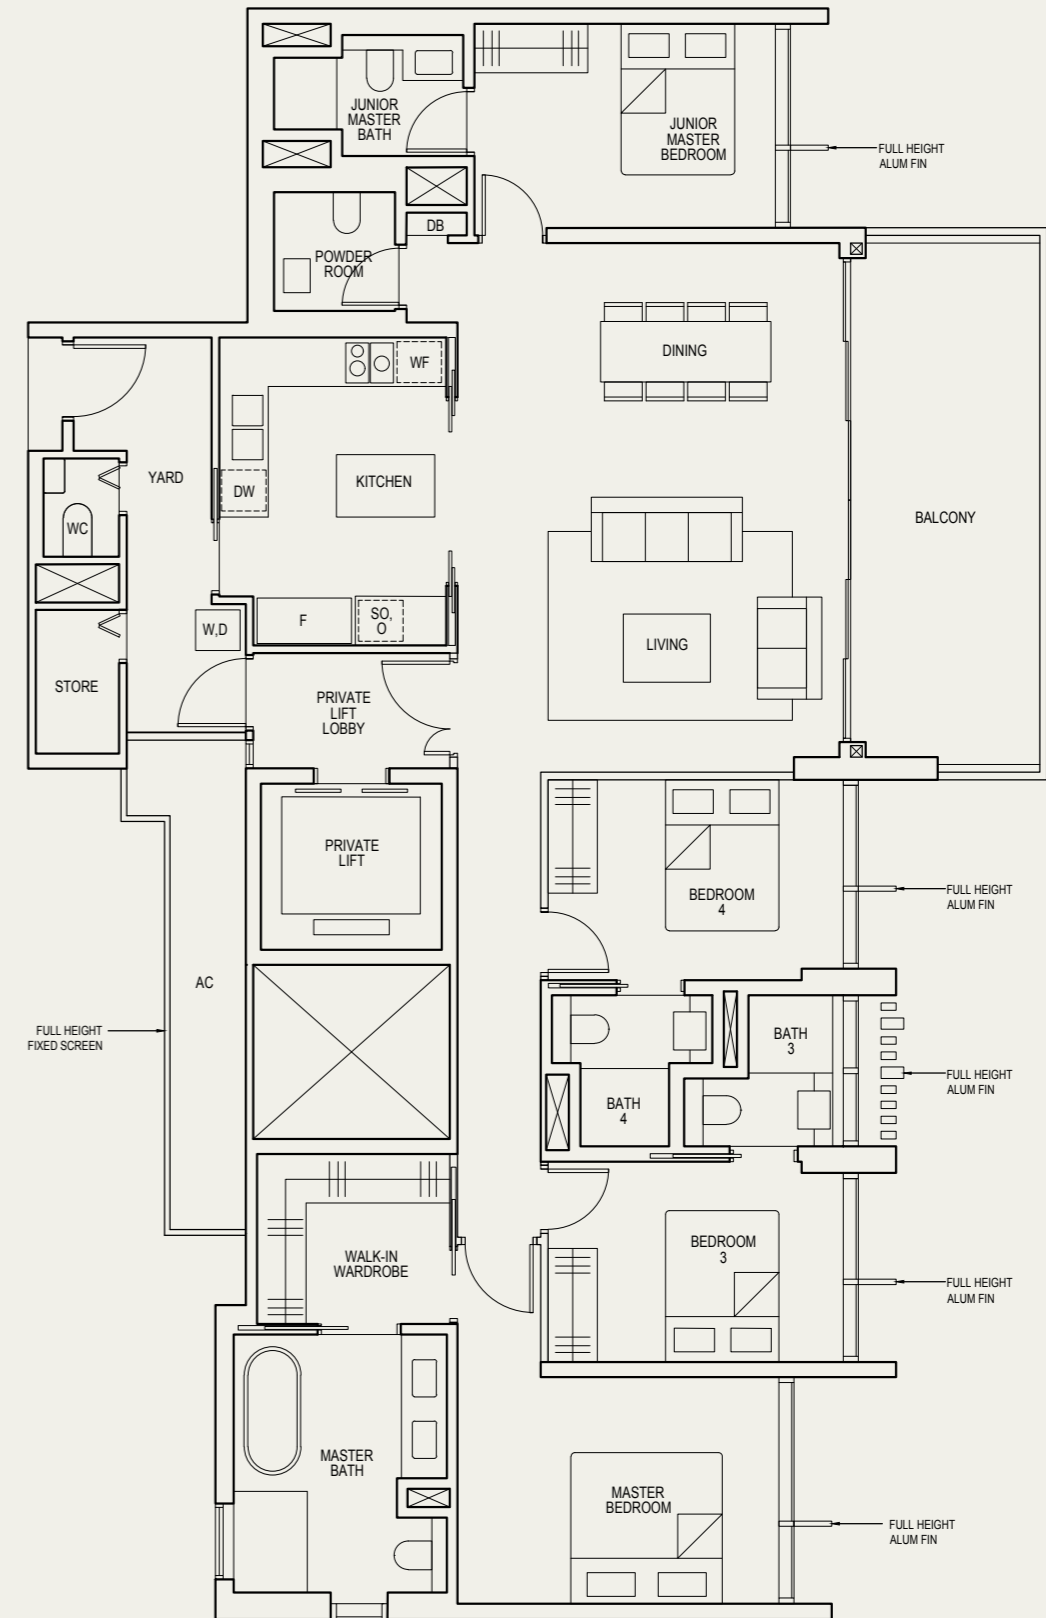 JUNIOR
MASTER
BATH
JUNIOR
MASTER
BEDROOM
FULL HEIGHT
ALUM FIN
DB
POWDER
ROOM
WF
DINING
YARD
DW
KITCHEN
WC
BALCONY
F
SO,
O
W,D
LIVING
STORE
PRIVATE
LIFT
LOBBY
PRIVATE
LIFT
BEDROOM
4
FULL HEIGHT
ALUM FIN
AC
FULL HEIGHT
FIXED SCREEN
BATH
3
FULL HEIGHT
ALUM FIN
BATH
4
WALK-IN
WARDROBE
BEDROOM
3
FULL HEIGHT
ALUM FIN
MASTER
BATH
MASTER
BEDROOM
FULL HEIGHT
ALUM FIN